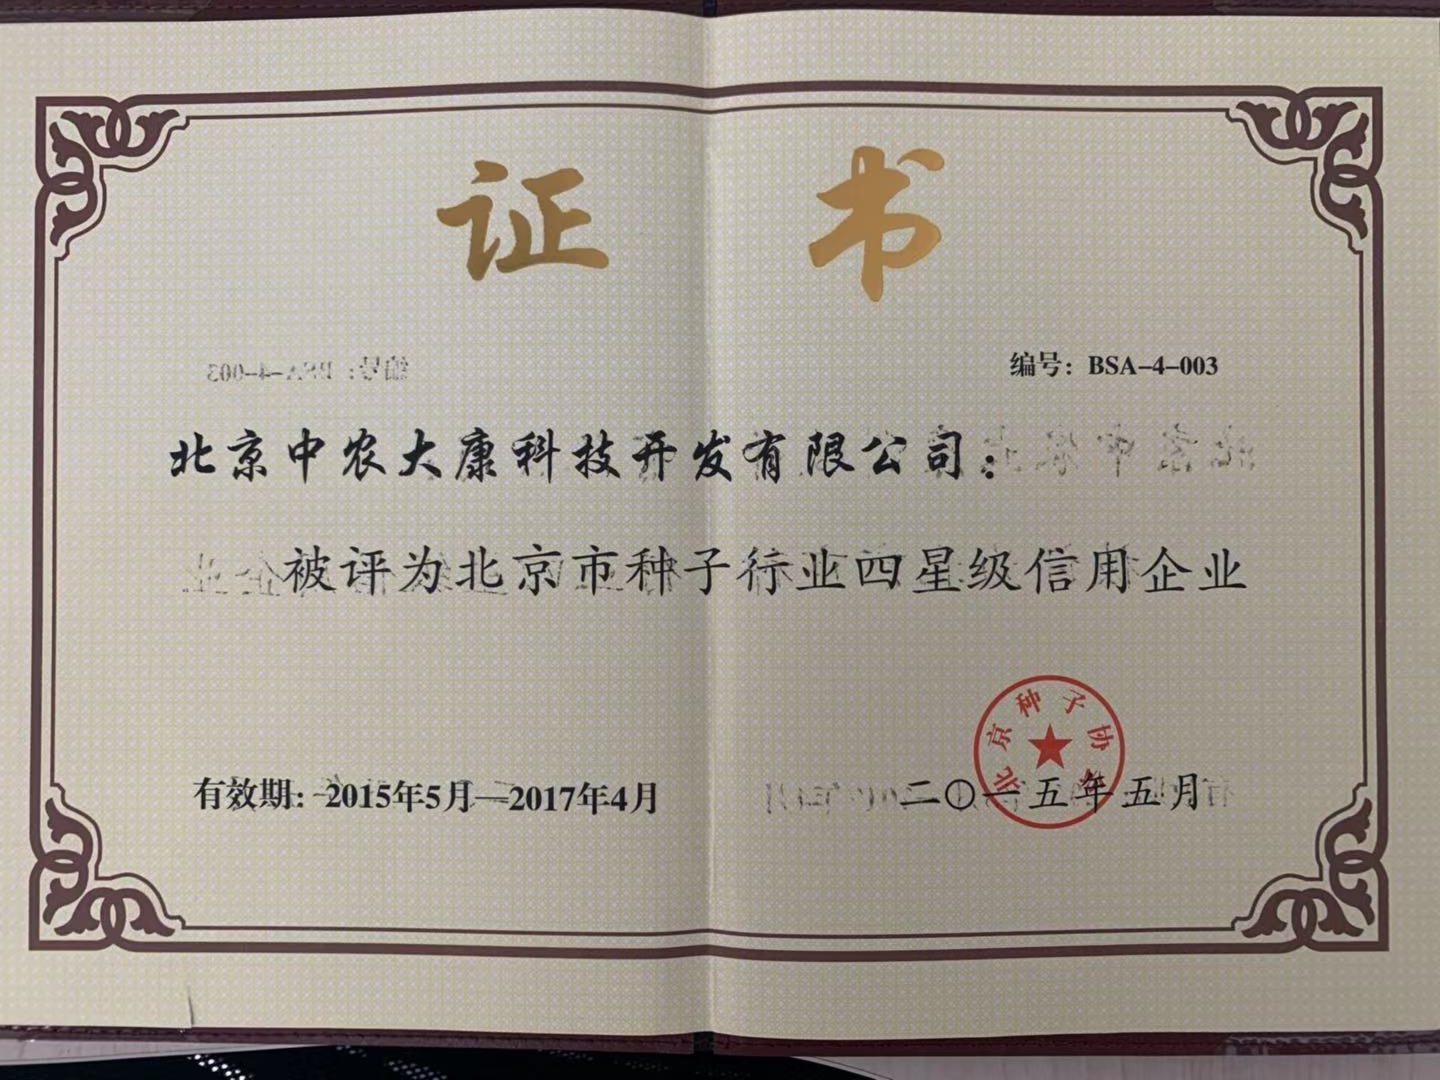 证书
编号：BSA-4-003
北京中农大康科技开发有限公司：
被评为北京市种子行业四星级信用企业
北京种子协会
有效期：2015年5月—2017年4月
二〇一五年五月